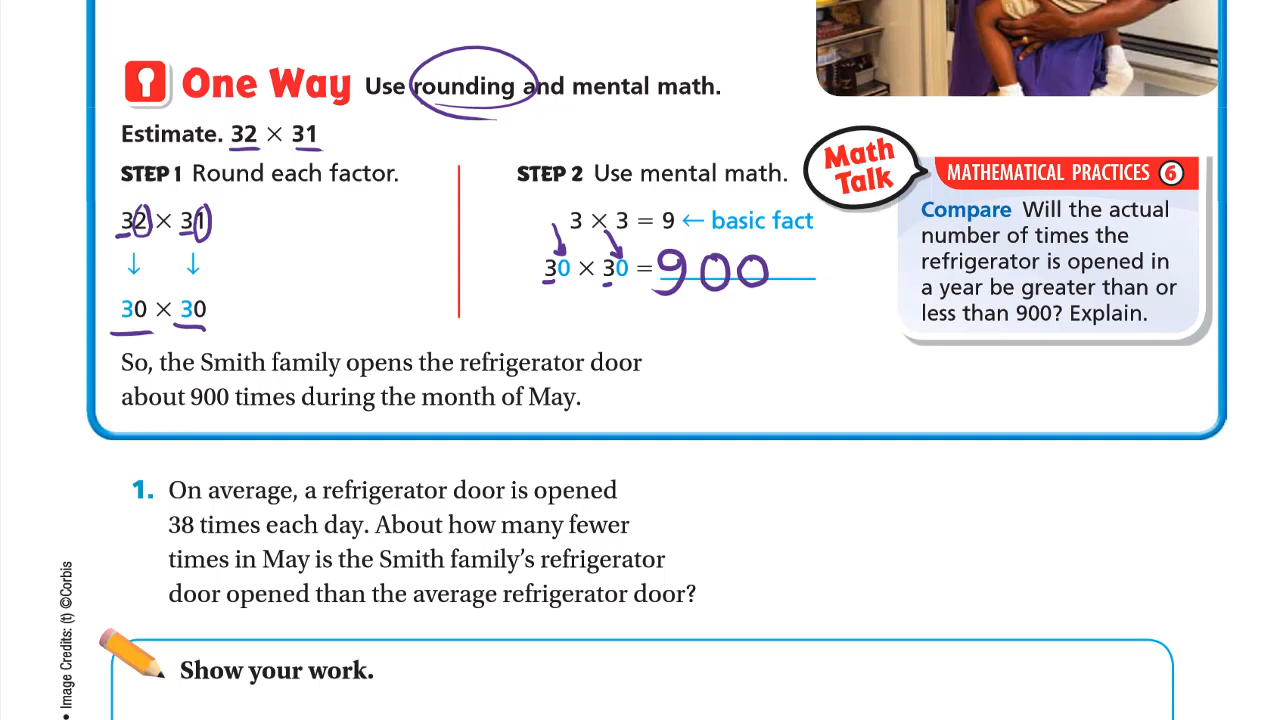 One Way Use rounding and mental math.
Estimate. 32 × 31
STEP 1 Round each factor.
32 × 31
↓ ↓
30 × 30
STEP 2 Use mental math.
3 × 3 = 9 ← basic fact
30 × 30 = 900
Math
Talk
MATHEMATICAL PRACTICES 6
Compare Will the actual
number of times the
refrigerator is opened in
a year be greater than or
less than 900? Explain.
So, the Smith family opens the refrigerator door
about 900 times during the month of May.
1. On average, a refrigerator door is opened
38 times each day. About how many fewer
times in May is the Smith family’s refrigerator
door opened than the average refrigerator door?
Show your work.
• Image Credits: (t) ©Corbis